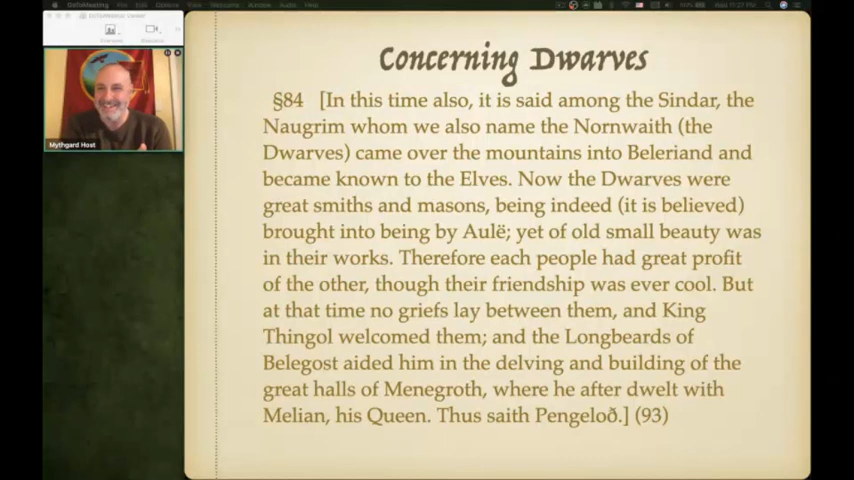 GoToMeeting
Mythgard Host
Concerning Dwarves
§84 [In this time also, it is said among the Sindar, the
Naugrim whom we also name the Nornwaith (the
Dwarves) came over the mountains into Beleriand and
became known to the Elves. Now the Dwarves were
great smiths and masons, being indeed (it is believed)
brought into being by Aulë; yet of old small beauty was
in their works. Therefore each people had great profit
of the other, though their friendship was ever cool. But
at that time no griefs lay between them, and King
Thingol welcomed them; and the Longbeards of
Belegost aided him in the delving and building of the
great halls of Menegroth, where he after dwelt with
Melian, his Queen. Thus saith Pengeloð.] (93)